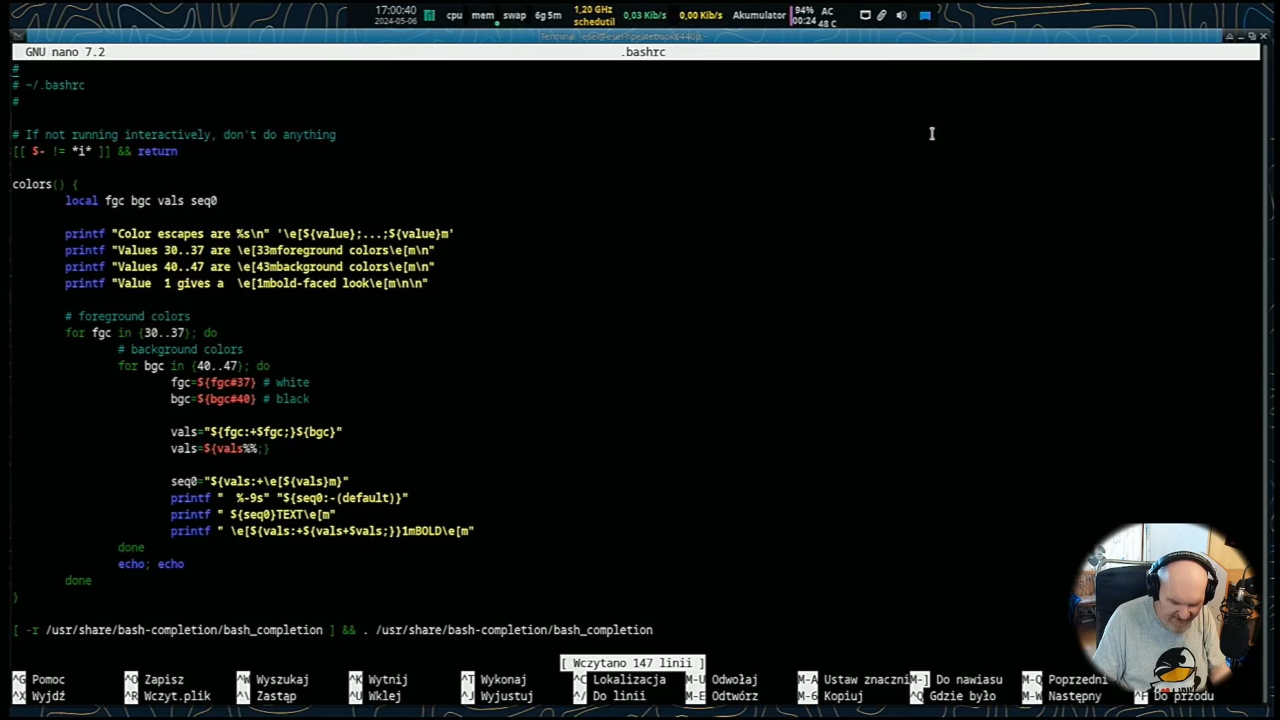 17:00:40
2024-05-06
cpu mem swap 6g5m
1,20 GHz
schedutil
0,03 Kib/s 0,00 Kib/s Akumulator
94% AC
00:24 48 C
GNU nano 7.2 .bashrc
#
# ~/.bashrc
#
# If not running interactively, don't do anything
[[ $- != *i* ]] && return
colors() {
local fgc bgc vals seq0
printf "Color escapes are %s\n" '\e[${value};...;${value}m'
printf "Values 30..37 are \e[33mforeground colors\e[m\n"
printf "Values 40..47 are \e[43mbackground colors\e[m\n"
printf "Value  1 gives a  \e[1mbold-faced look\e[m\n\n"
# foreground colors
for fgc in {30..37}; do
# background colors
for bgc in {40..47}; do
fgc=${fgc#37} # white
bgc=${bgc#40} # black
vals="${fgc:+$fgc;}${bgc}"
vals=${vals%%;}
seq0="${vals:+\e[${vals}m}"
printf "  %-9s" "${seq0:-(default)}"
printf " ${seq0}TEXT\e[m"
printf " \e[${vals:+${vals+$vals;}}1mBOLD\e[m"
done
echo; echo
done
}
[ -r /usr/share/bash-completion/bash_completion ] && . /usr/share/bash-completion/bash_completion
[ Wczytano 147 linii ]
^G Pomoc ^O Zapisz ^W Wyszukaj ^K Wytnij ^T Wykonaj ^C Lokalizacja M-U Odwołaj M-A Ustaw znaczni M-] Do nawiasu M-Q Poprzedni
^X Wyjdź ^R Wczyt.plik ^\ Zastąp ^U Wklej ^J Wyjustuj ^/ Do linii M-E Odtwórz M-6 Kopiuj ^Q Gdzie było M-W Następny ^F Do przodu